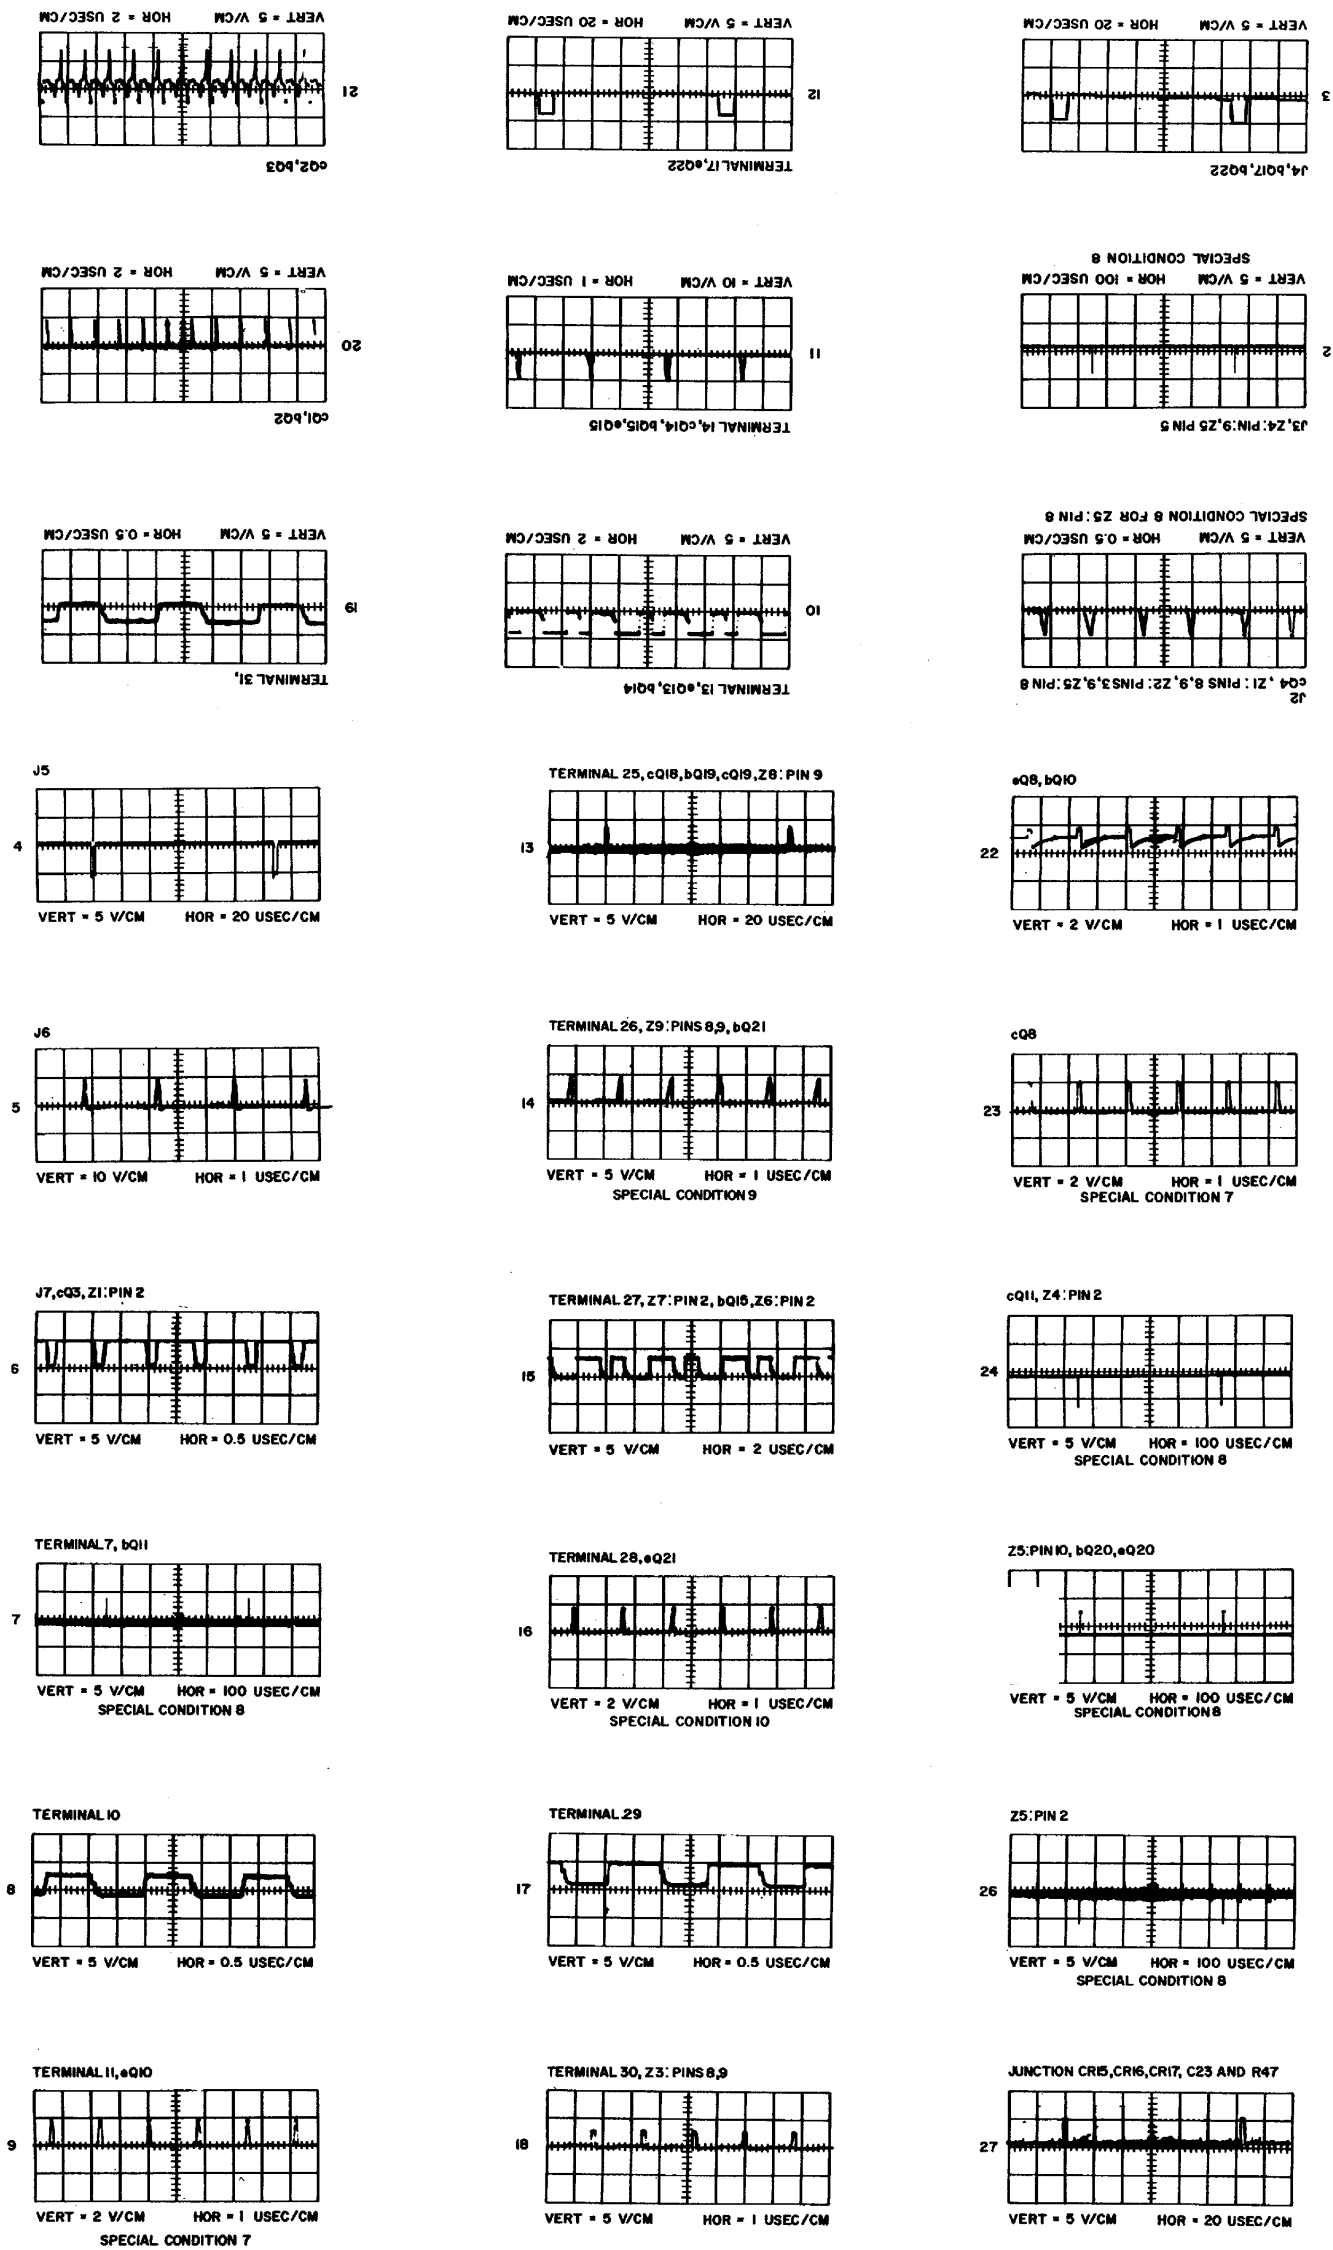 VERT = 5 V/CM HOR = 2 USEC/CM
21
cQ2,bQ3
VERT = 5 V/CM HOR = 20 USEC/CM
12
TERMINAL 17,eQ22
VERT = 5 V/CM HOR = 20 USEC/CM
3
J4,bQ17,bQ22
VERT = 5 V/CM HOR = 2 USEC/CM
20
cQ1,bQ2
VERT = 10 V/CM HOR = 1 USEC/CM
11
TERMINAL 14,cQ14,bQ15,eQ15
SPECIAL CONDITION 8
VERT = 5 V/CM HOR = 100 USEC/CM
2
J3,Z4:PIN:9,Z5 PIN 5
VERT = 5 V/CM HOR = 0.5 USEC/CM
19
TERMINAL 31,
VERT = 5 V/CM HOR = 2 USEC/CM
10
TERMINAL 13,eQ13,bQ14
SPECIAL CONDITION 8 FOR Z5:PIN 8
VERT = 5 V/CM HOR = 0.5 USEC/CM
J2
cQ4 ,Z1: PINS 8,9,Z2: PINS 3,9,Z5:PIN 8
J5
4
VERT = 5 V/CM HOR = 20 USEC/CM
TERMINAL 25,cQ18,bQ19,cQ19,Z8:PIN 9
13
VERT = 5 V/CM HOR = 20 USEC/CM
eQ8,bQ10
22
VERT = 2 V/CM HOR = 1 USEC/CM
J6
5
VERT = 10 V/CM HOR = 1 USEC/CM
TERMINAL 26, Z9:PINS 8,9,bQ21
14
VERT = 5 V/CM HOR = 1 USEC/CM
SPECIAL CONDITION 9
cQ8
23
VERT = 2 V/CM HOR = 1 USEC/CM
SPECIAL CONDITION 7
J7,cQ3,Z1:PIN 2
6
VERT = 5 V/CM HOR = 0.5 USEC/CM
TERMINAL 27, Z7:PIN 2, bQ15,Z6:PIN 2
15
VERT = 5 V/CM HOR = 2 USEC/CM
cQ11, Z4:PIN 2
24
VERT = 5 V/CM HOR = 100 USEC/CM
SPECIAL CONDITION 8
TERMINAL 7, bQ11
7
VERT = 5 V/CM HOR = 100 USEC/CM
SPECIAL CONDITION 8
TERMINAL 28,eQ21
16
VERT = 2 V/CM HOR = 1 USEC/CM
SPECIAL CONDITION 10
Z5:PIN 10, bQ20,eQ20
VERT = 5 V/CM HOR = 100 USEC/CM
SPECIAL CONDITION 8
TERMINAL 10
8
VERT = 5 V/CM HOR = 0.5 USEC/CM
TERMINAL 29
17
VERT = 5 V/CM HOR = 0.5 USEC/CM
Z5:PIN 2
26
VERT = 5 V/CM HOR = 100 USEC/CM
SPECIAL CONDITION 8
TERMINAL 11,eQ10
9
VERT = 2 V/CM HOR = 1 USEC/CM
SPECIAL CONDITION 7
TERMINAL 30, Z3: PINS 8,9
18
VERT = 5 V/CM HOR = 1 USEC/CM
JUNCTION CR15,CR16,CR17, C23 AND R47
27
VERT = 5 V/CM HOR = 20 USEC/CM